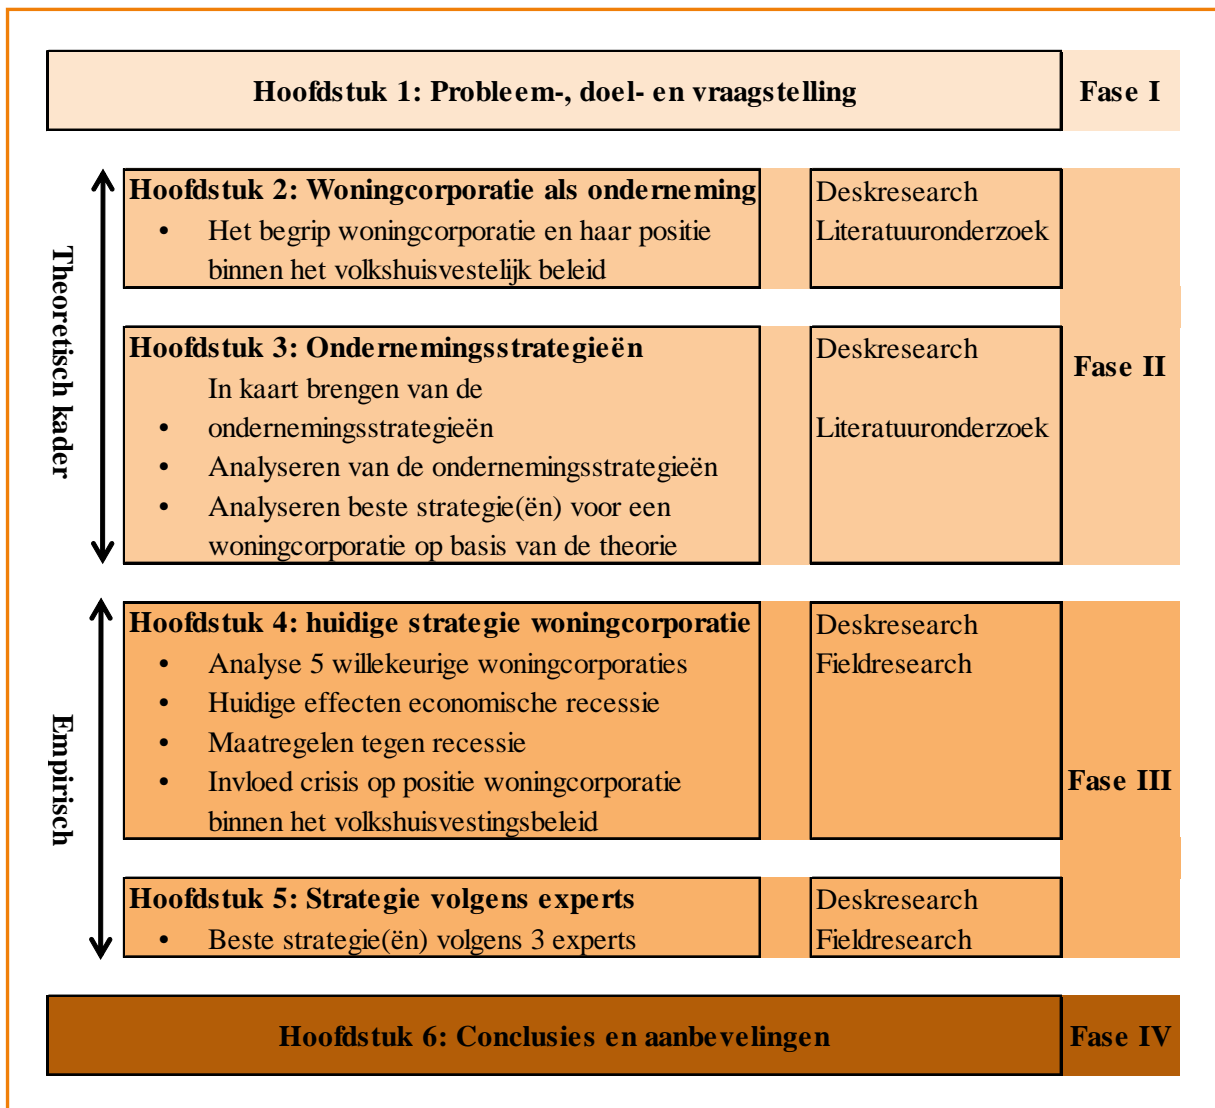 Hoofdstuk 1: Probleem-, doel- en vraagstelling
Fase I
Theoretisch kader
Hoofdstuk 2: Woningcorporatie als onderneming
• Het begrip woningcorporatie en haar positie
binnen het volkshuisvestelijk beleid
Deskresearch
Literatuuronderzoek
Hoofdstuk 3: Ondernemingsstrategieën
In kaart brengen van de
• ondernemingsstrategieën
• Analyseren van de ondernemingsstrategieën
• Analyseren beste strategie(ën) voor een
woningcorporatie op basis van de theorie
Deskresearch
Literatuuronderzoek
Fase II
Empirisch
Hoofdstuk 4: huidige strategie woningcorporatie
• Analyse 5 willekeurige woningcorporaties
• Huidige effecten economische recessie
• Maatregelen tegen recessie
• Invloed crisis op positie woningcorporatie
binnen het volkshuisvestingsbeleid
Deskresearch
Fieldresearch
Fase III
Hoofdstuk 5: Strategie volgens experts
• Beste strategie(ën) volgens 3 experts
Deskresearch
Fieldresearch
Hoofdstuk 6: Conclusies en aanbevelingen
Fase IV